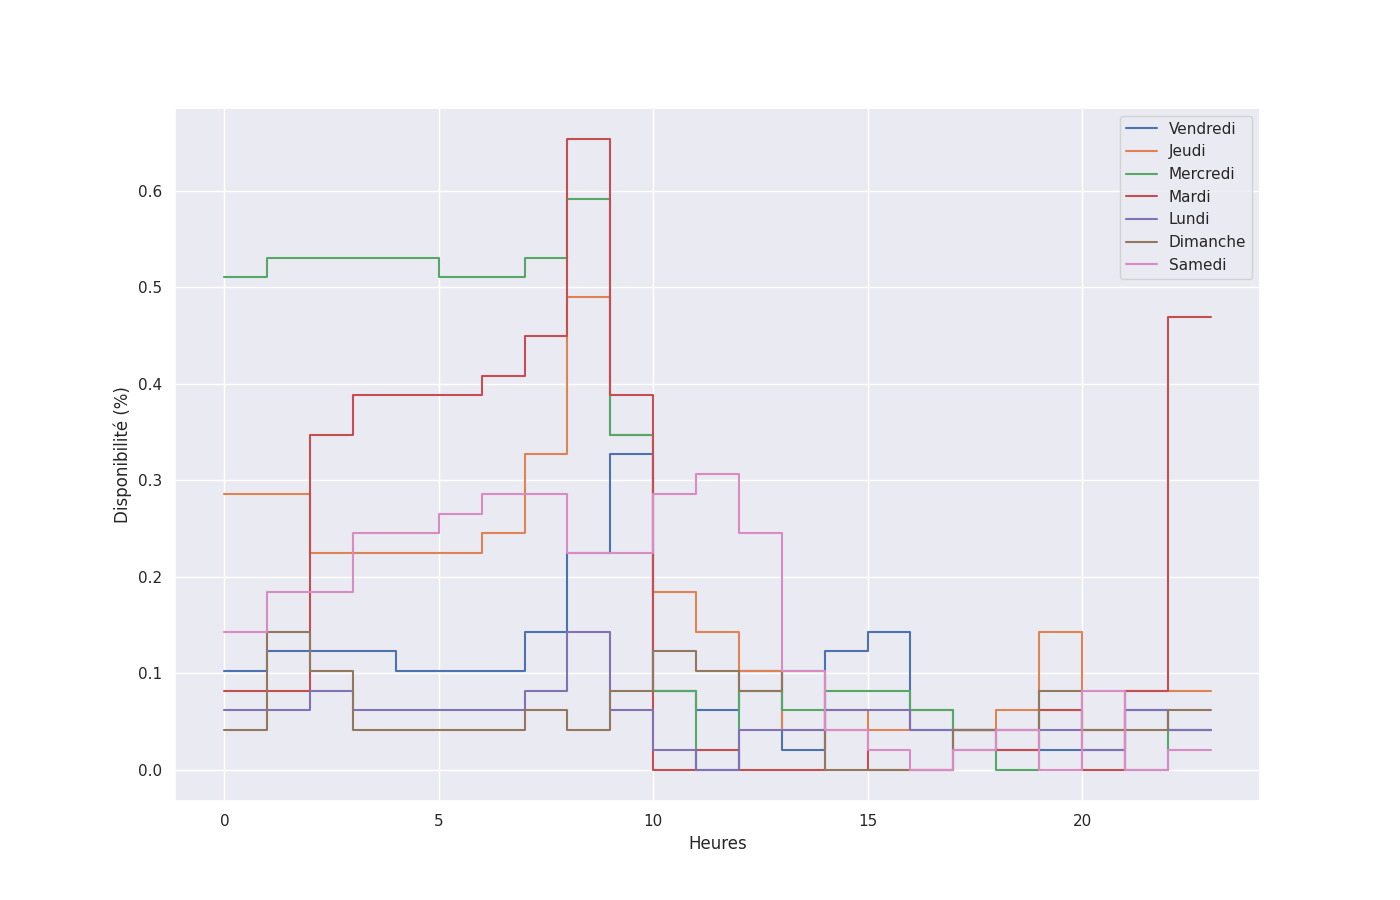 Vendredi
Jeudi
Mercredi
Mardi
Lundi
Dimanche
Samedi
Disponibilité (%)
0.6
0.5
0.4
0.3
0.2
0.1
0.0
0 5 10 15 20
Heures